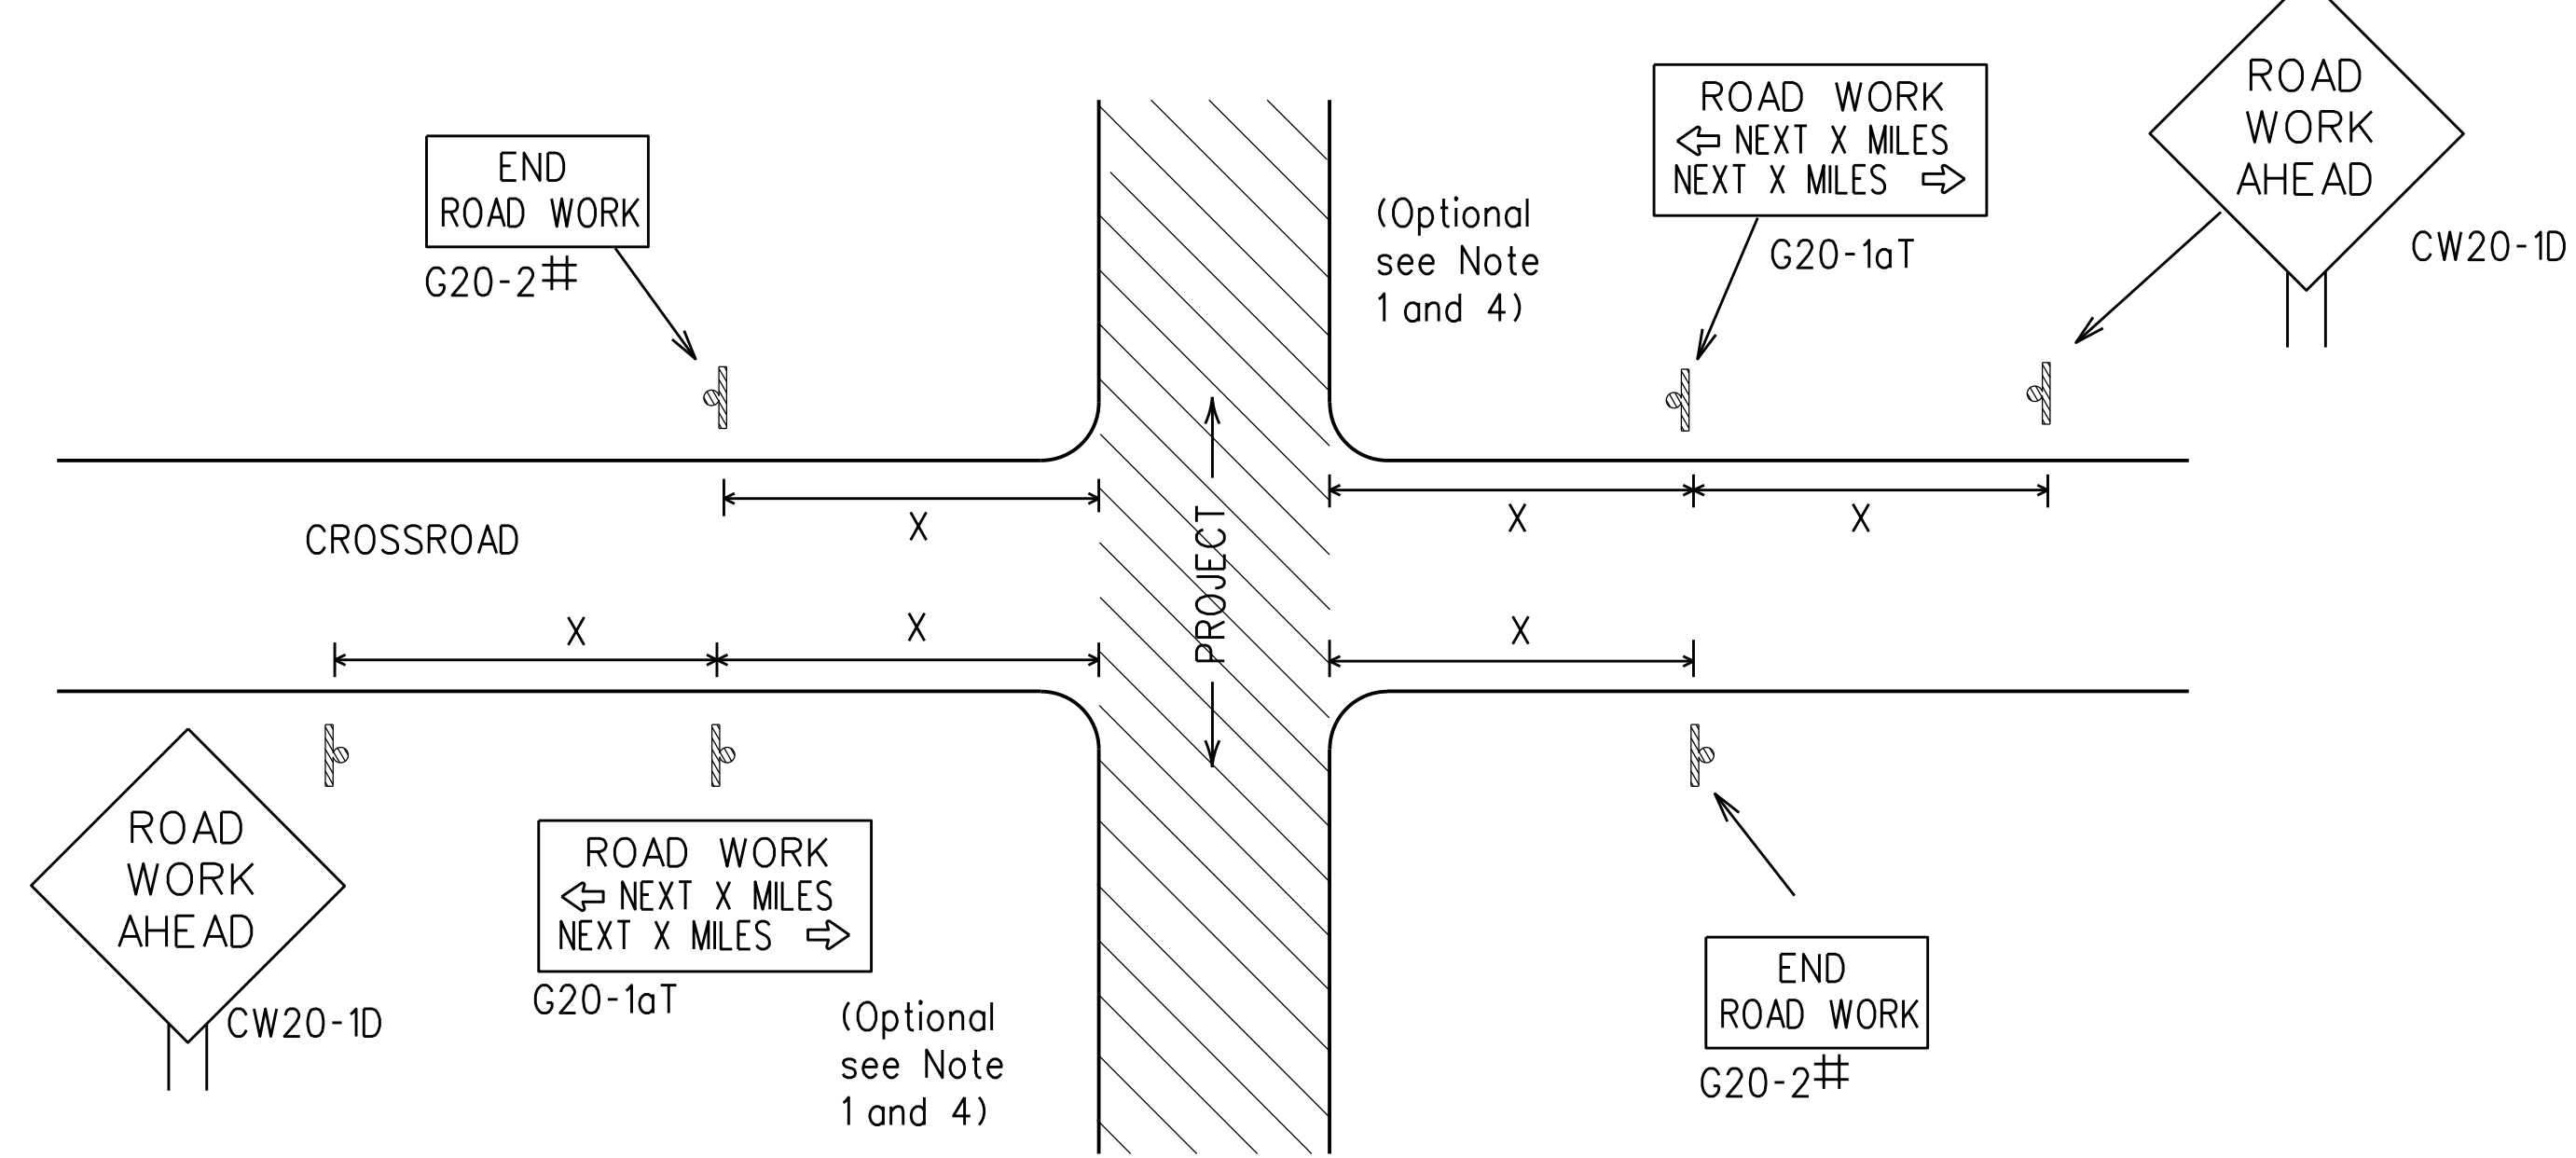 ROAD
WORK
AHEAD
CW20-1D
ROAD WORK
NEXT X MILES
NEXT X MILES
G20-1aT
END
ROAD WORK
G20-2#
(Optional
see Note
1 and 4)
CROSSROAD
X
X
X
PROJECT
X
X
X
ROAD
WORK
AHEAD
CW20-1D
ROAD WORK
NEXT X MILES
NEXT X MILES
G20-1aT
(Optional
see Note
1 and 4)
END
ROAD WORK
G20-2#